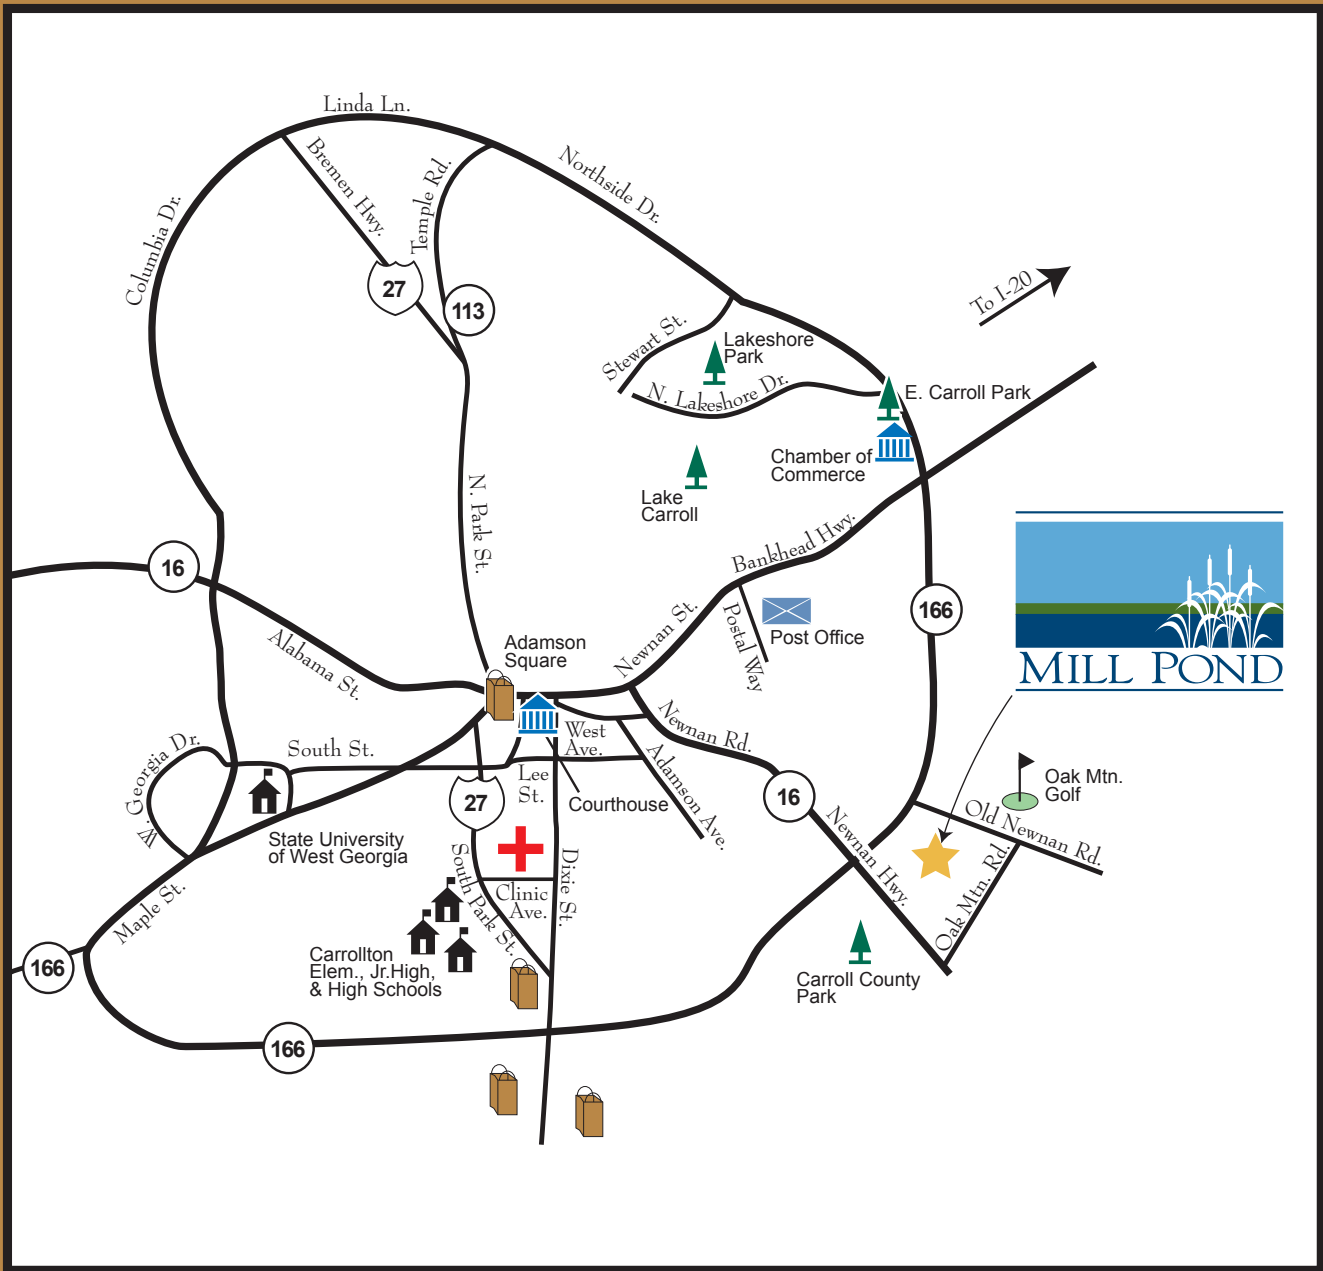 Linda Ln.
Bremen Hwy.
Temple Rd.
Northside Dr.
Columbia Dr.
27
113
To I-20
Stewart St.
Lakeshore
Park
N. Lakeshore Dr.
E. Carroll Park
Chamber of
Commerce
Lake
Carroll
N. Park St.
Bankhead Hwy.
16
166
Alabama St.
Adamson
Square
Newnan St.
Postal Way
Post Office
MILL POND
W. Georgia Dr.
South St.
West
Ave.
Newnan Rd.
Lee
St.
Courthouse
Adamson Ave.
27
16
Oak Mtn.
Golf
Old Newnan Rd.
Newnan Hwy.
Oak Mtn. Rd.
State University
of West Georgia
South Park St.
Clinic
Ave.
Dixie St.
Maple St.
Carrollton
Elem., Jr.High,
& High Schools
Carroll County
Park
166
166